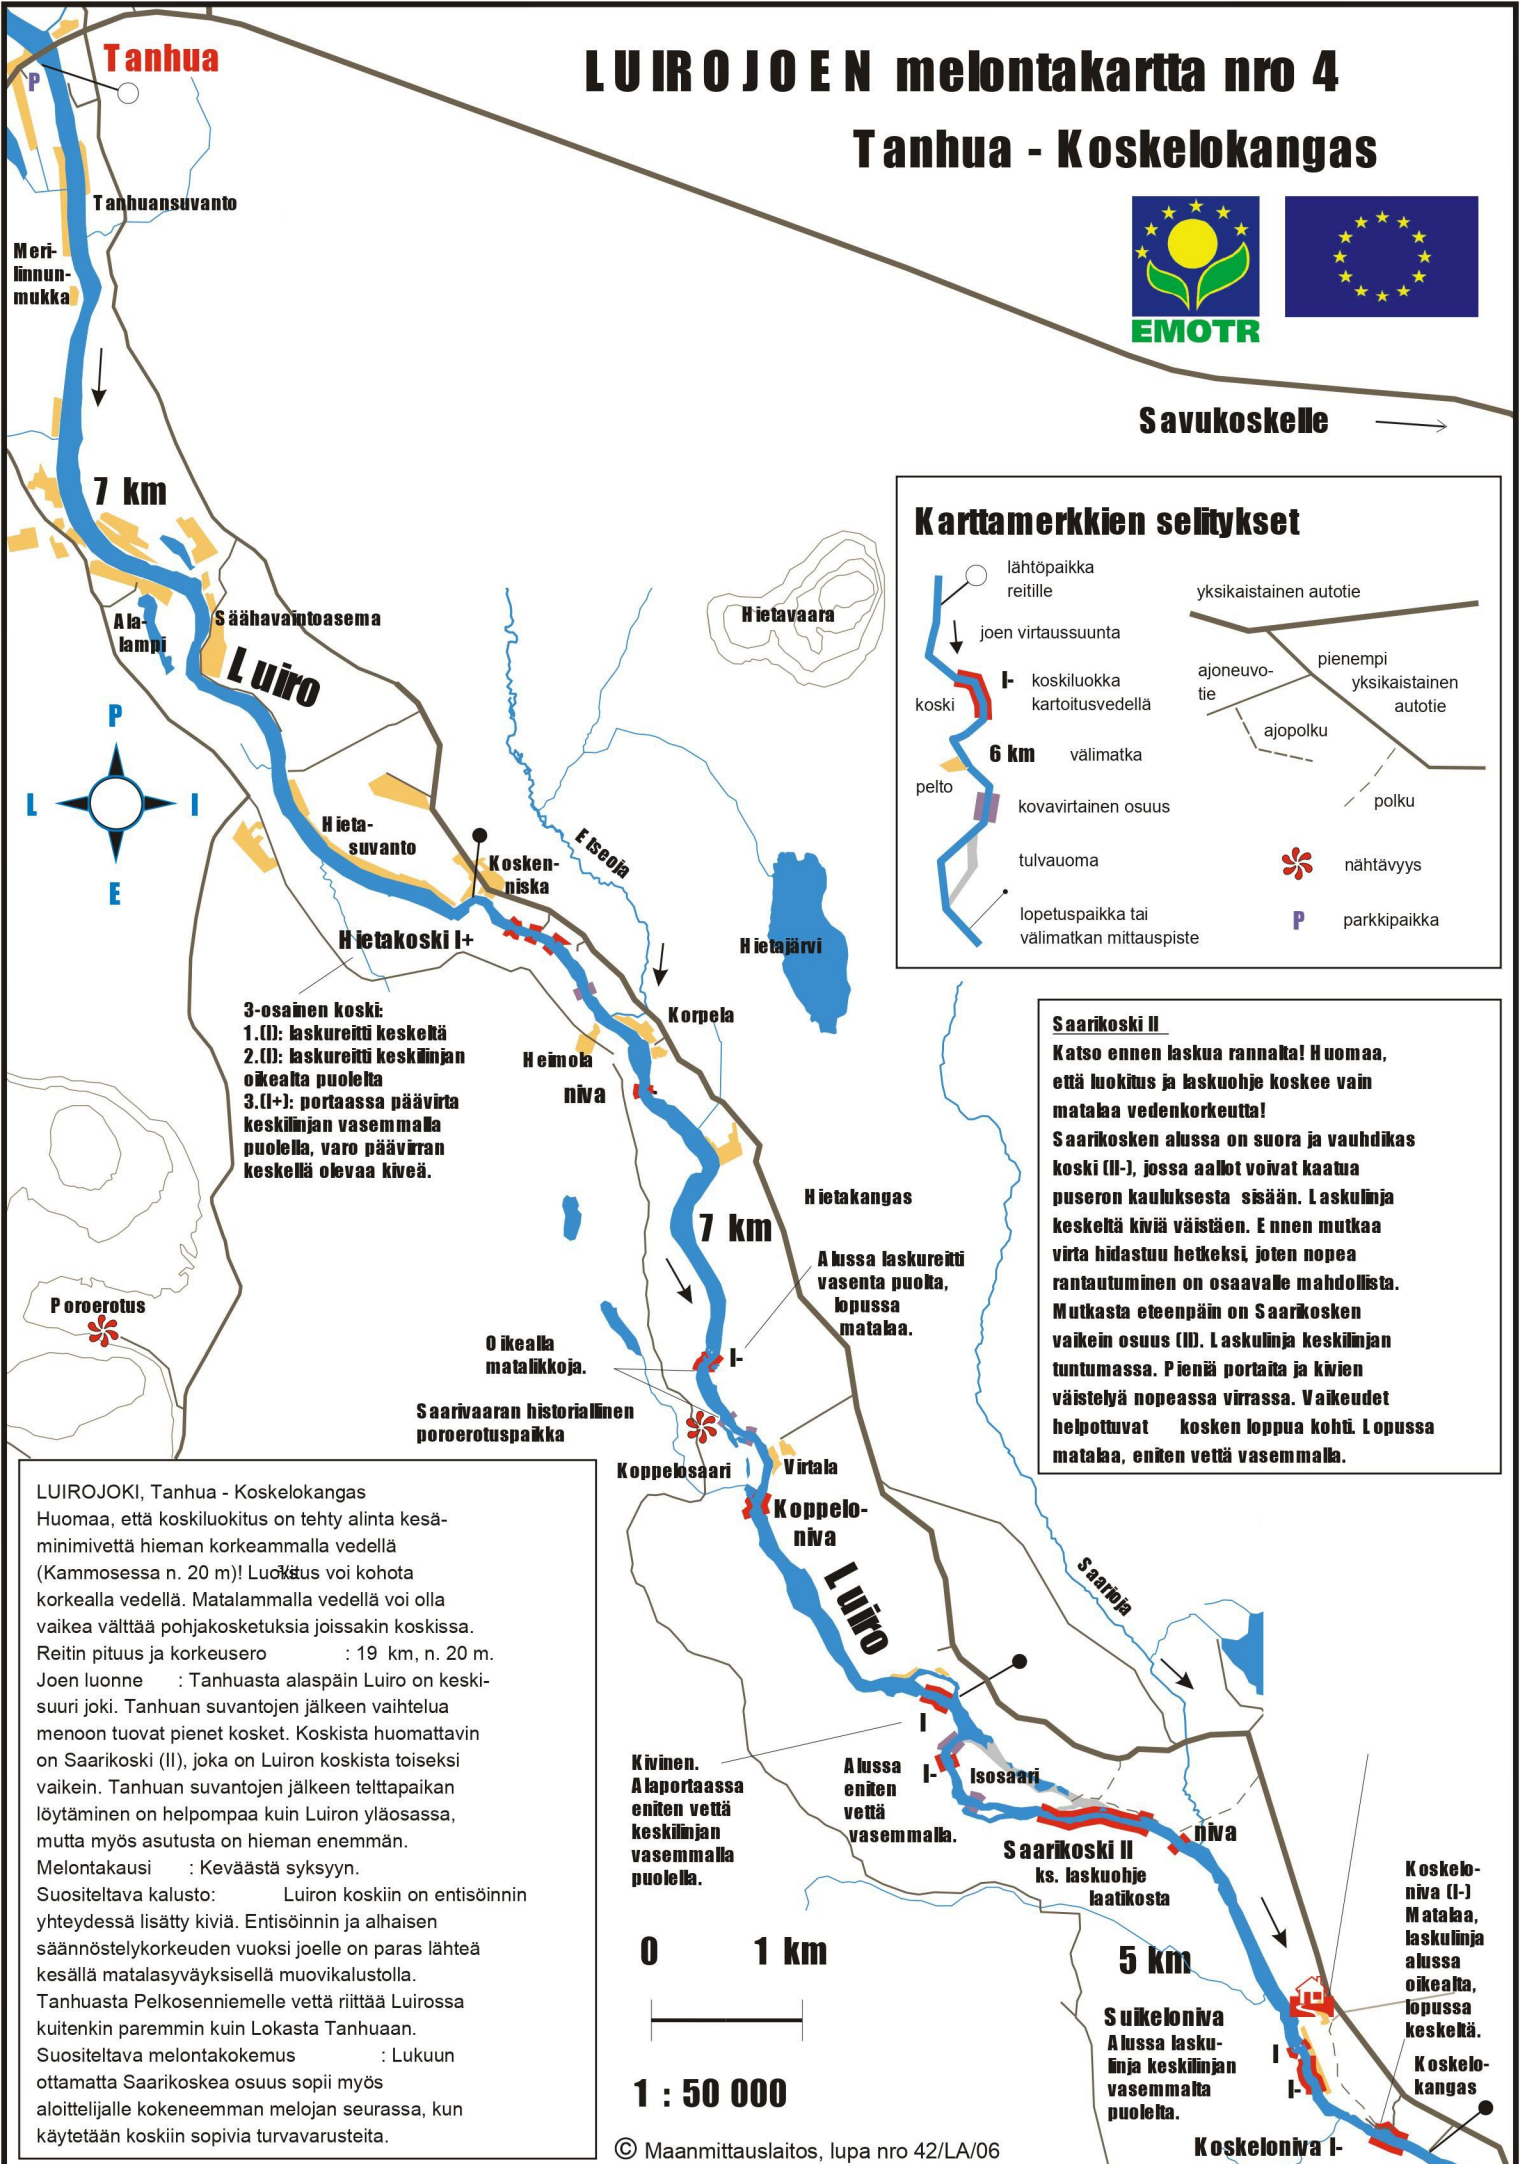 LUIROJOEN melontakartta nro 4
Tanhua - Koskelokangas
Tanhua
P
Tanhuansuvanto
Meri-
linnun-
mukka
EMOTR
Savukoskelle
7 km
Ala-
lampi
Säähavaintoasema
Luiro
Hietavaara
P
L
I
E
Karttamerkkien selitykset
lähtöpaikka
reitille
joen virtaussuunta
koski
I-
koskiluokka
kartoitusvedellä
6 km
välimatka
pelto
kovavirtainen osuus
tulvauoma
lopetuspaikka tai
välimatkan mittauspiste
yksikaistainen autotie
ajoneuvo-
tie
pienempi
yksikaistainen
autotie
ajopolku
polku
nähtävyys
P
parkkipaikka
Hieta-
suvanto
Kosken-
niska
Etseoja
Hietakoski I+
Hietajärvi
3-osainen koski:
1.(I): laskureitti keskeltä
2.(I): laskureitti keskilinjan
oikealta puolelta
3.(I+): portaassa päävirta
keskilinjan vasemmalla
puolella, varo päävirran
keskellä olevaa kiveä.
Korpela
Heimola
niva
Saarikoski II
Katso ennen laskua rannalta! Huomaa,
että luokitus ja laskuohje koskee vain
matalaa vedenkorkeutta!
Saarikosken alussa on suora ja vauhdikas
koski (II-), jossa aallot voivat kaatua
puseron kauluksesta sisään. Laskulinja
keskeltä kiviä väistäen. Ennen mutkaa
virta hidastuu hetkeksi, joten nopea
rantautuminen on osaavalle mahdollista.
Mutkasta eteenpäin on Saarikosken
vaikein osuus (II). Laskulinja keskilinjan
tuntumassa. Pieniä portaita ja kivien
väistelyä nopeassa virrassa. Vaikeudet
helpottuvat kosken loppua kohti. Lopussa
matalaa, eniten vettä vasemmalla.
Hietakangas
7 km
Alussa laskureitti
vasenta puolta,
lopussa
matalaa.
Poroerotus
Oikealla
matalikkoja.
I-
Saarivaaran historiallinen
poroerotuspaikka
Koppelosaari
Virtala
Koppelo-
niva
Luiro
Saarioja
LUIROJOKI, Tanhua - Koskelokangas
Huomaa, että koskiluokitus on tehty alinta kesä-
minimivettä hieman korkeammalla vedellä
(Kammosessa n. 20 m)! Luokitus voi kohota
korkealla vedellä. Matalammalla vedellä voi olla
vaikea välttää pohjakosketuksia joissakin koskissa.
Reitin pituus ja korkeusero : 19 km, n. 20 m.
Joen luonne : Tanhuasta alaspäin Luiro on keski-
suuri joki. Tanhuan suvantojen jälkeen vaihtelua
menoon tuovat pienet kosket. Koskista huomattavin
on Saarikoski (II), joka on Luiron koskista toiseksi
vaikein. Tanhuan suvantojen jälkeen telttapaikan
löytäminen on helpompaa kuin Luiron yläosassa,
mutta myös asutusta on hieman enemmän.
Melontakausi : Keväästä syksyyn.
Suositeltava kalusto: Luiron koskiin on entisöinnin
yhteydessä lisätty kiviä. Entisöinnin ja alhaisen
säännöstelykorkeuden vuoksi joelle on paras lähteä
kesällä matalasyväyksisellä muovikalustolla.
Tanhuasta Pelkosenniemelle vettä riittää Luirossa
kuitenkin paremmin kuin Lokasta Tanhuaan.
Suositeltava melontakokemus : Lukuun
ottamatta Saarikoskea osuus sopii myös
aloittelijalle kokeneemman melojan seurassa, kun
käytetään koskiin sopivia turvavarusteita.
I
Kivinen.
Alaportaassa
eniten vettä
keskilinjan
vasemmalla
puolella.
Alussa
eniten
vettä
vasemmalla.
I-
Isosaari
Saarikoski II
ks. laskuohje
laatikosta
niva
0 1 km
1 : 50 000
5 km
Suikeloniva
Alussa lasku-
linja keskilinjan
vasemmalta
puolelta.
I
I-
Koskelo-
niva (I-)
Matalaa,
laskulinja
alussa
oikealta,
lopussa
keskeltä.
Koskelo-
kangas
Koskeloniva I-
© Maanmittauslaitos, lupa nro 42/LA/06